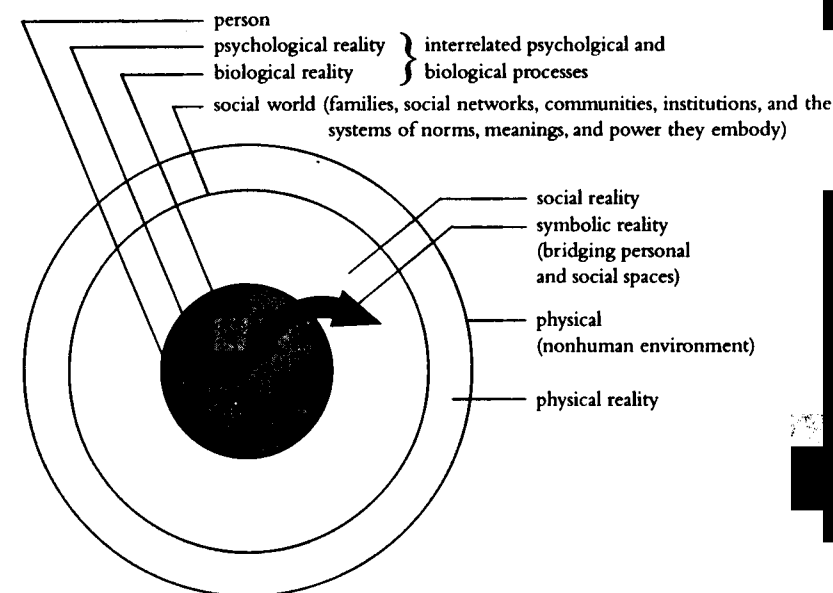 person
psychological reality } interrelated psycholgical and
biological reality } biological processes
social world (families, social networks, communities, institutions, and the
systems of norms, meanings, and power they embody)
social reality
symbolic reality
(bridging personal
and social spaces)
physical
(nonhuman environment)
physical reality